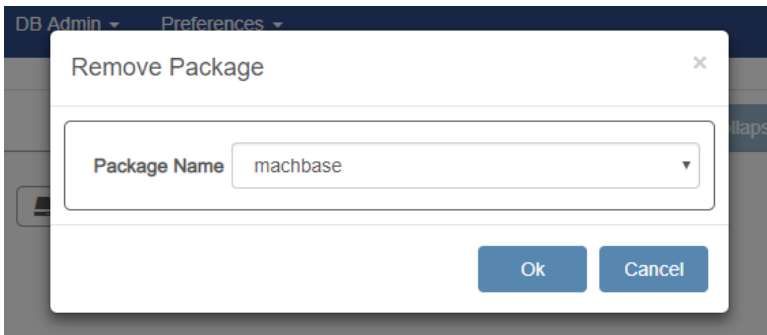 DB Admin Preferences
Remove Package ×
Package Name machbase
Ok Cancel